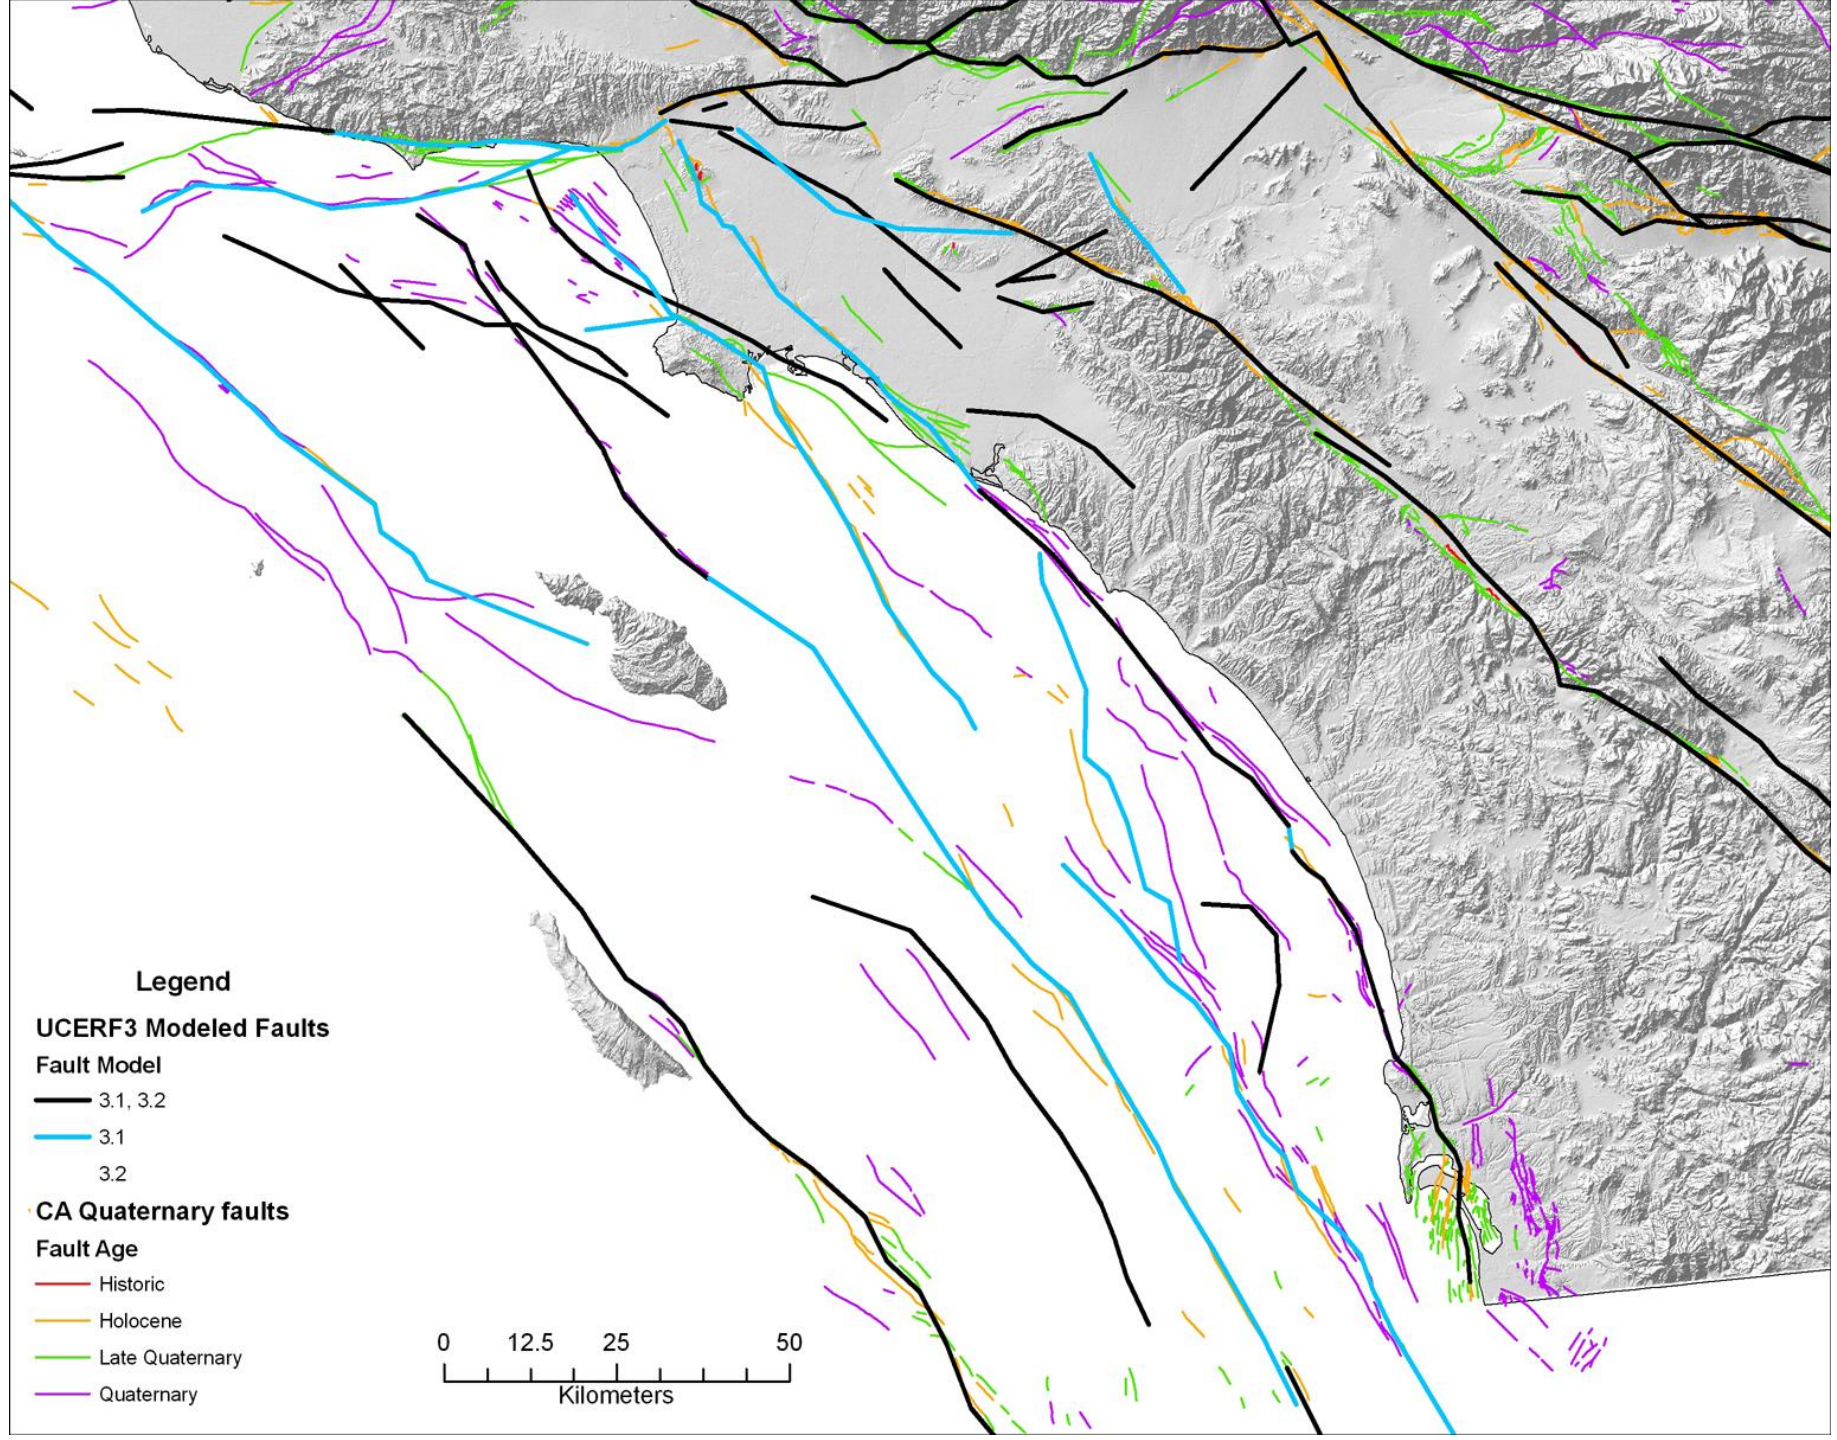 Legend
UCERF3 Modeled Faults
Fault Model
3.1, 3.2
3.1
3.2
CA Quaternary faults
Fault Age
Historic
Holocene
Late Quaternary
Quaternary
0 12.5 25 50
Kilometers